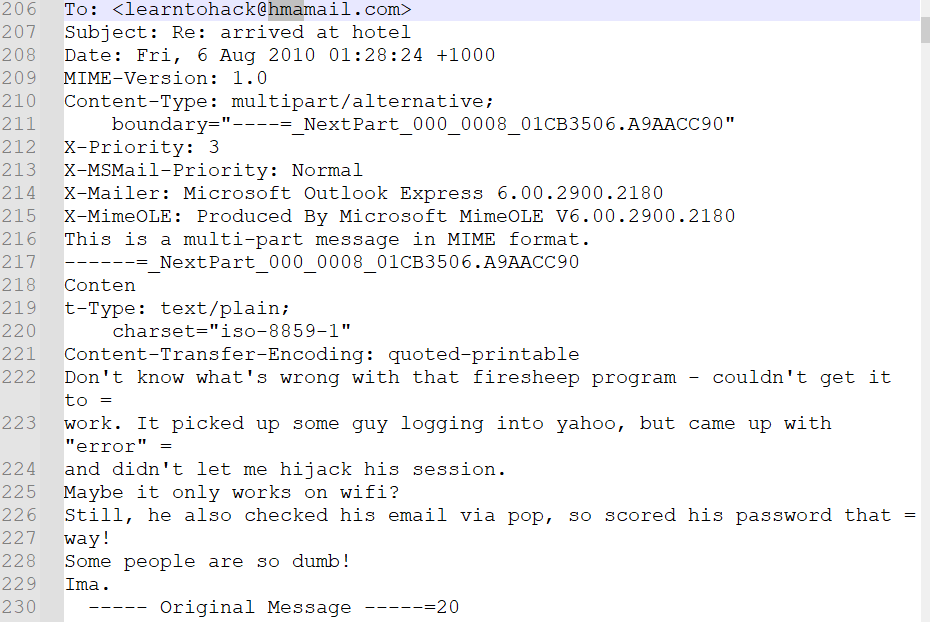 206 To: <learntohack@hmamail.com>
207 Subject: Re: arrived at hotel
208 Date: Fri, 6 Aug 2010 01:28:24 +1000
209 MIME-Version: 1.0
210 Content-Type: multipart/alternative;
211     boundary="----=_NextPart_000_0008_01CB3506.A9AACC90"
212 X-Priority: 3
213 X-MSMail-Priority: Normal
214 X-Mailer: Microsoft Outlook Express 6.00.2900.2180
215 X-MimeOLE: Produced By Microsoft MimeOLE V6.00.2900.2180
216 This is a multi-part message in MIME format.
217 ------=_NextPart_000_0008_01CB3506.A9AACC90
218 Conten
219 t-Type: text/plain;
220     charset="iso-8859-1"
221 Content-Transfer-Encoding: quoted-printable
222 Don't know what's wrong with that firesheep program - couldn't get it
to =
223 work. It picked up some guy logging into yahoo, but came up with
"error" =
224 and didn't let me hijack his session.
225 Maybe it only works on wifi?
226 Still, he also checked his email via pop, so scored his password that =
227 way!
228 Some people are so dumb!
229 Ima.
230   ----- Original Message -----=20